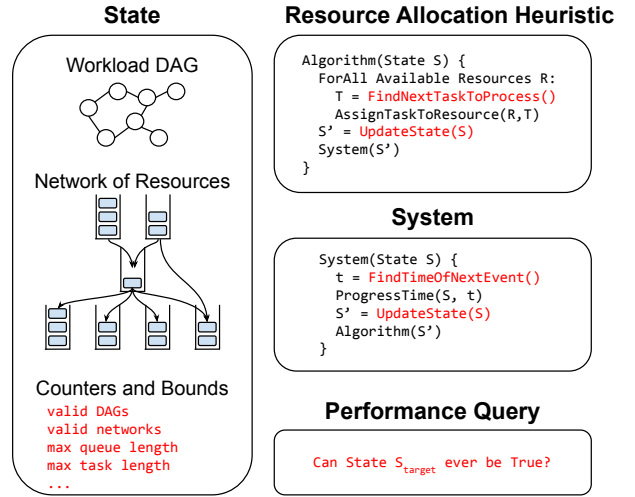 State
Workload DAG
Network of Resources
Counters and Bounds
valid DAGs
valid networks
max queue length
max task length
...
Resource Allocation Heuristic
Algorithm(State S) {
ForAll Available Resources R:
T = FindNextTaskToProcess()
AssignTaskToResource(R,T)
S' = UpdateState(S)
System(S')
}
System
System(State S) {
t = FindTimeOfNextEvent()
ProgressTime(S, t)
S' = UpdateState(S)
Algorithm(S')
}
Performance Query
Can State S_target ever be True?